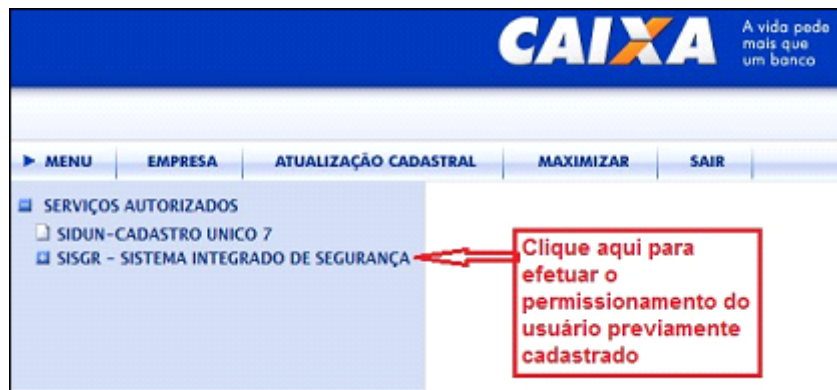 CAIXA
A vida pede
mais que
um banco
MENU EMPRESA ATUALIZAÇÃO CADASTRAL MAXIMIZAR SAIR
SERVIÇOS AUTORIZADOS
SIDUN-CADASTRO UNICO 7
SISGR - SISTEMA INTEGRADO DE SEGURANÇA
Clique aqui para
efetuar o
permissionamento do
usuário previamente
cadastrado